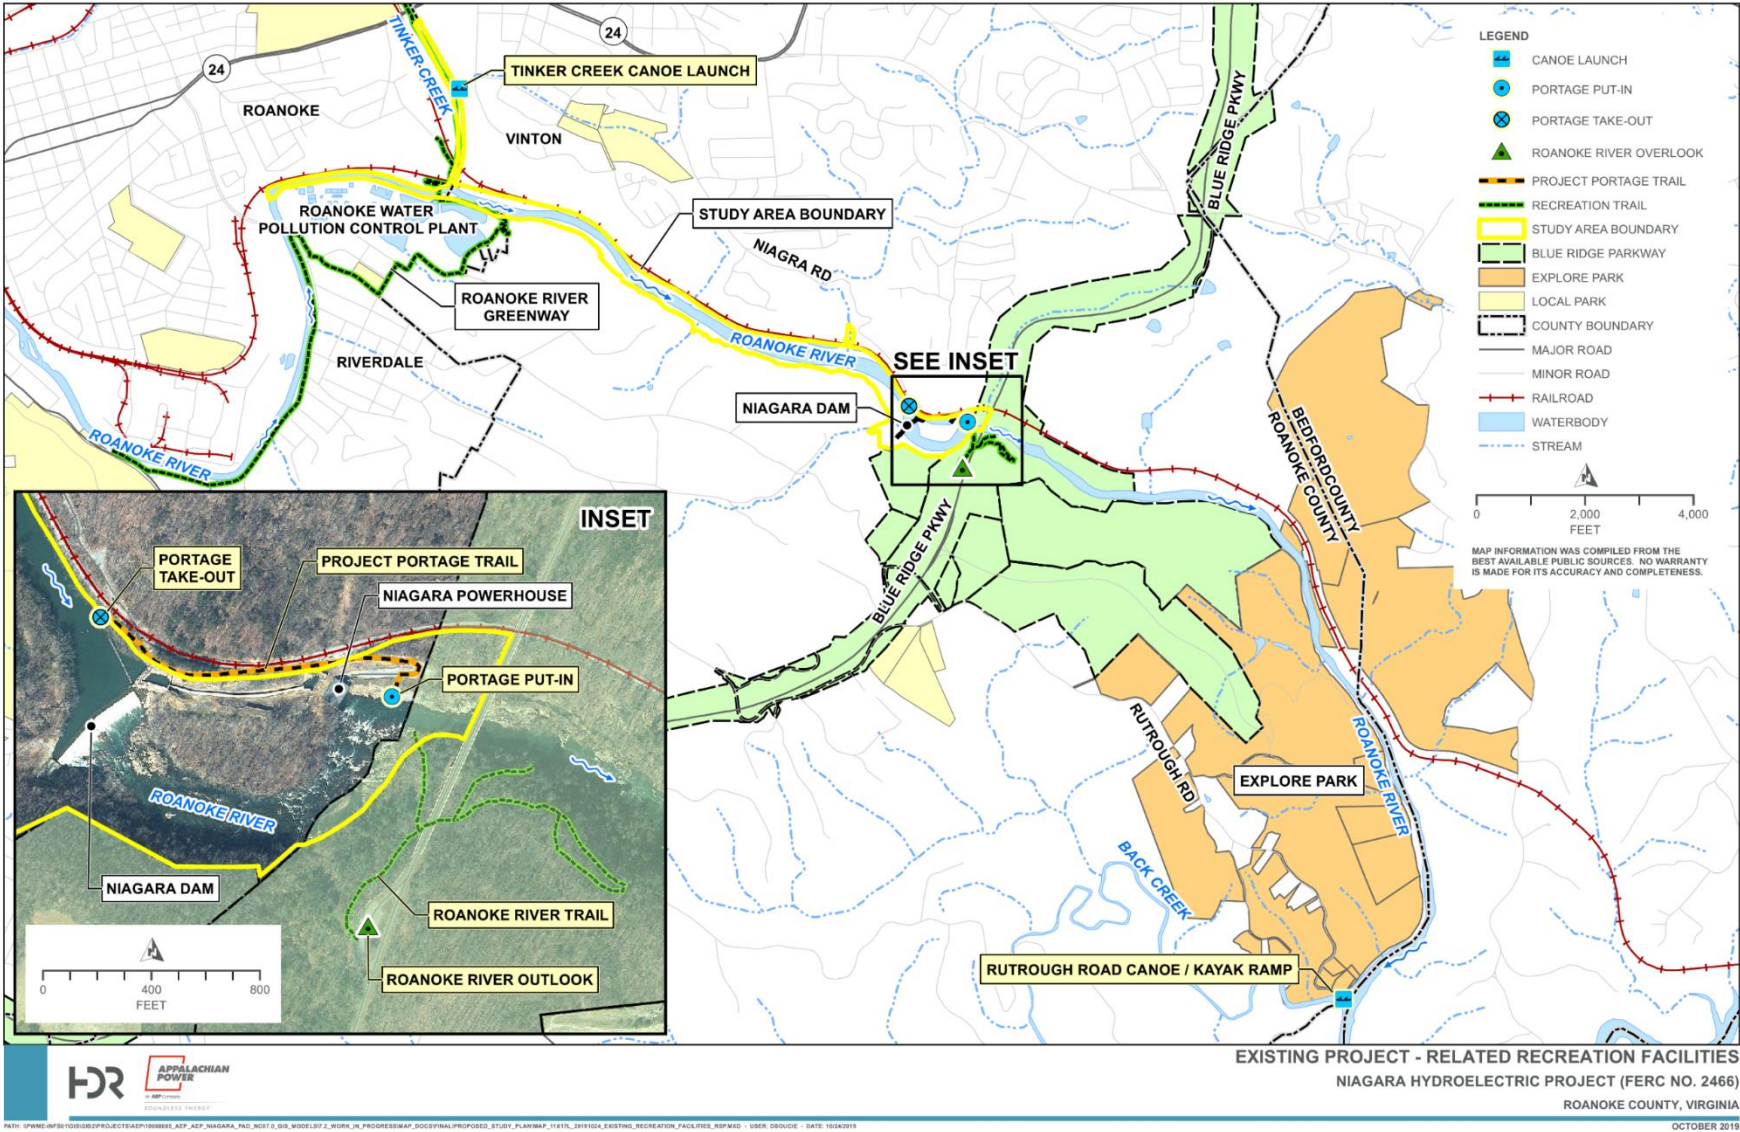 24
24
TINKER CREEK
TINKER CREEK CANOE LAUNCH
ROANOKE
VINTON
BLUE RIDGE PKWY
ROANOKE WATER
POLLUTION CONTROL PLANT
STUDY AREA BOUNDARY
NIAGRA RD
ROANOKE RIVER
GREENWAY
RIVERDALE
ROANOKE RIVER
SEE INSET
NIAGARA DAM
ROANOKE RIVER
BEDFORD COUNTY
ROANOKE COUNTY
BLUE RIDGE PKWY
RUTROUGH RD
EXPLORE PARK
ROANOKE RIVER
BACK CREEK
RUTROUGH ROAD CANOE / KAYAK RAMP
LEGEND
CANOE LAUNCH
PORTAGE PUT-IN
PORTAGE TAKE-OUT
ROANOKE RIVER OVERLOOK
PROJECT PORTAGE TRAIL
RECREATION TRAIL
STUDY AREA BOUNDARY
BLUE RIDGE PARKWAY
EXPLORE PARK
LOCAL PARK
COUNTY BOUNDARY
MAJOR ROAD
MINOR ROAD
RAILROAD
WATERBODY
STREAM
0 2,000 4,000
FEET
MAP INFORMATION WAS COMPILED FROM THE
BEST AVAILABLE PUBLIC SOURCES. NO WARRANTY
IS MADE FOR ITS ACCURACY AND COMPLETENESS.
INSET
PORTAGE
TAKE-OUT
PROJECT PORTAGE TRAIL
NIAGARA POWERHOUSE
PORTAGE PUT-IN
ROANOKE RIVER
NIAGARA DAM
ROANOKE RIVER TRAIL
ROANOKE RIVER OUTLOOK
0 400 800
FEET
HDR
APPALACHIAN
POWER
An AEP Company
BOUNDLESS ENERGY
EXISTING PROJECT - RELATED RECREATION FACILITIES
NIAGARA HYDROELECTRIC PROJECT (FERC NO. 2466)
ROANOKE COUNTY, VIRGINIA
OCTOBER 2019